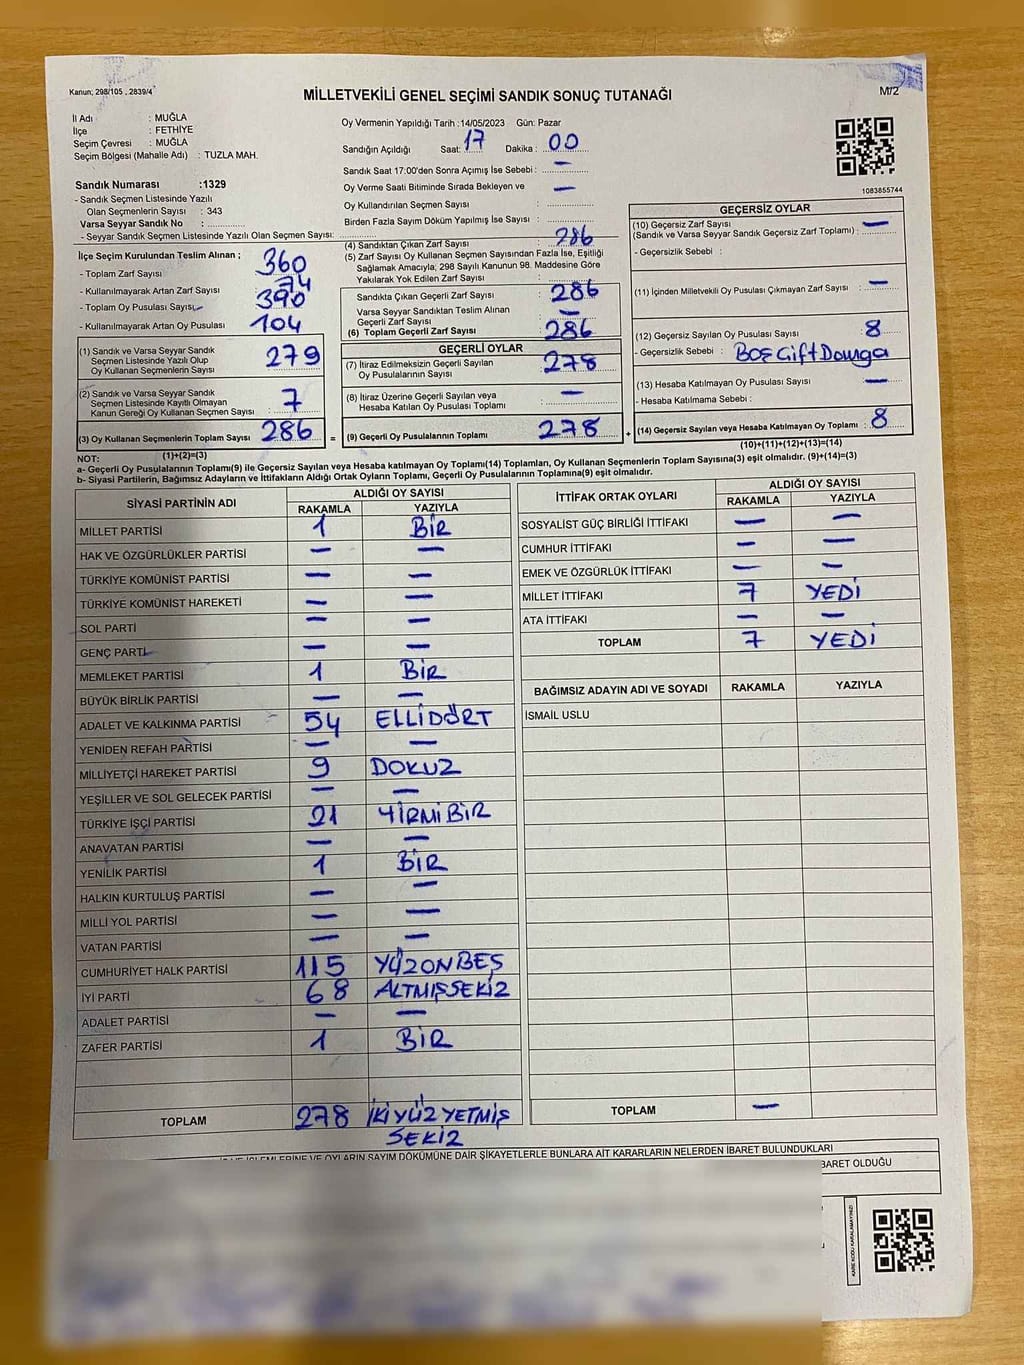 Kanun; 298/105 , 2839/4
MİLLETVEKİLİ GENEL SEÇİMİ SANDIK SONUÇ TUTANAĞI
M/2
İl Adı : MUĞLA
İlçe : FETHİYE
Seçim Çevresi : MUĞLA
Seçim Bölgesi (Mahalle Adı) : TUZLA MAH.
Sandık Numarası :1329
- Sandık Seçmen Listesinde Yazılı
Olan Seçmenlerin Sayısı : 343
Varsa Seyyar Sandık No :
- Seyyar Sandık Seçmen Listesinde Yazılı Olan Seçmen Sayısı:
Oy Vermenin Yapıldığı Tarih :14/05/2023 Gün: Pazar
Sandığın Açıldığı Saat: 17 Dakika : 00
Sandık Saat 17:00'den Sonra Açımış İse Sebebi : —
Oy Verme Saati Bitiminde Sırada Bekleyen ve —
Oy Kullandırılan Seçmen Sayısı :
Birden Fazla Sayım Döküm Yapılmış İse Sayısı :
1083855744
İlçe Seçim Kurulundan Teslim Alınan ;
- Toplam Zarf Sayısı : 360
- Kullanılmayarak Artan Zarf Sayısı : 74
- Toplam Oy Pusulası Sayısı : 390
- Kullanılmayarak Artan Oy Pusulası : 104
(1) Sandık ve Varsa Seyyar Sandık
Seçmen Listesinde Yazılı Olup
Oy Kullanan Seçmenlerin Sayısı : 279
(2) Sandık ve Varsa Seyyar Sandık
Seçmen Listesinde Kayıtlı Olmayan
Kanun Gereği Oy Kullanan Seçmen Sayısı : 7
(3) Oy Kullanan Seçmenlerin Toplam Sayısı : 286
(1)+(2)=(3)
(4) Sandıktan Çıkan Zarf Sayısı : 286
(5) Zarf Sayısı Oy Kullanan Seçmen Sayısından Fazla İse, Eşitliği
Sağlamak Amacıyla; 298 Sayılı Kanunun 98. Maddesine Göre
Yakılarak Yok Edilen Zarf Sayısı :
Sandıkta Çıkan Geçerli Zarf Sayısı : 286
Varsa Seyyar Sandıktan Teslim Alınan
Geçerli Zarf Sayısı : —
(6) Toplam Geçerli Zarf Sayısı : 286
GEÇERLİ OYLAR
(7) İtiraz Edilmeksizin Geçerli Sayılan
Oy Pusulalarının Sayısı : 278
(8) İtiraz Üzerine Geçerli Sayılan veya
Hesaba Katılan Oy Pusulası Toplamı : —
= (9) Geçerli Oy Pusulalarının Toplamı : 278 +
GEÇERSİZ OYLAR
(10) Geçersiz Zarf Sayısı
(Sandık ve Varsa Seyyar Sandık Geçersiz Zarf Toplamı) : —
- Geçersizlik Sebebi :
(11) İçinden Milletvekili Oy Pusulası Çıkmayan Zarf Sayısı : —
(12) Geçersiz Sayılan Oy Pusulası Sayısı : 8
- Geçersizlik Sebebi : BOŞ Çift Damga
(13) Hesaba Katılmayan Oy Pusulası Sayısı : —
- Hesaba Katılmama Sebebi :
(14) Geçersiz Sayılan veya Hesaba Katılmayan Oy Toplamı : 8
(10)+(11)+(12)+(13)=(14)
NOT:
a- Geçerli Oy Pusulalarının Toplamı(9) ile Geçersiz Sayılan veya Hesaba katılmayan Oy Toplamı(14) Toplamları, Oy Kullanan Seçmenlerin Toplam Sayısına(3) eşit olmalıdır. (9)+(14)=(3)
b- Siyasi Partilerin, Bağımsız Adayların ve İttifakların Aldığı Ortak Oyların Toplamı, Geçerli Oy Pusulalarının Toplamına(9) eşit olmalıdır.
SİYASİ PARTİNİN ADI ALDIĞI OY SAYISI
RAKAMLA YAZIYLA
MİLLET PARTİSİ 1 BİR
HAK VE ÖZGÜRLÜKLER PARTİSİ — —
TÜRKİYE KOMÜNİST PARTİSİ — —
TÜRKİYE KOMÜNİST HAREKETİ — —
SOL PARTİ — —
GENÇ PARTİ — —
MEMLEKET PARTİSİ 1 BİR
BÜYÜK BİRLİK PARTİSİ — —
ADALET VE KALKINMA PARTİSİ 54 ELLİDÖRT
YENİDEN REFAH PARTİSİ — —
MİLLİYETÇİ HAREKET PARTİSİ 9 DOKUZ
YEŞİLLER VE SOL GELECEK PARTİSİ — —
TÜRKİYE İŞÇİ PARTİSİ 21 YİRMİBİR
ANAVATAN PARTİSİ — —
YENİLİK PARTİSİ 1 BİR
HALKIN KURTULUŞ PARTİSİ — —
MİLLİ YOL PARTİSİ — —
VATAN PARTİSİ — —
CUMHURİYET HALK PARTİSİ 115 YÜZONBEŞ
İYİ PARTİ 68 ALTMIŞSEKİZ
ADALET PARTİSİ — —
ZAFER PARTİSİ 1 BİR
TOPLAM 278 İKİYÜZYETMİŞ
SEKİZ
İTTİFAK ORTAK OYLARI ALDIĞI OY SAYISI
RAKAMLA YAZIYLA
SOSYALİST GÜÇ BİRLİĞİ İTTİFAKI — —
CUMHUR İTTİFAKI — —
EMEK VE ÖZGÜRLÜK İTTİFAKI — —
MİLLET İTTİFAKI 7 YEDİ
ATA İTTİFAKI — —
TOPLAM 7 YEDİ
BAĞIMSIZ ADAYIN ADI VE SOYADI RAKAMLA YAZIYLA
İSMAİL USLU
TOPLAM —
İŞLEMLERİNE VE OYLARIN SAYIM DÖKÜMÜNE DAİR ŞİKAYETLERLE BUNLARA AİT KARARLARIN NELERDEN İBARET BULUNDUKLARI
BARET OLDUĞU
KARE KODU KARALAMAYINIZ!